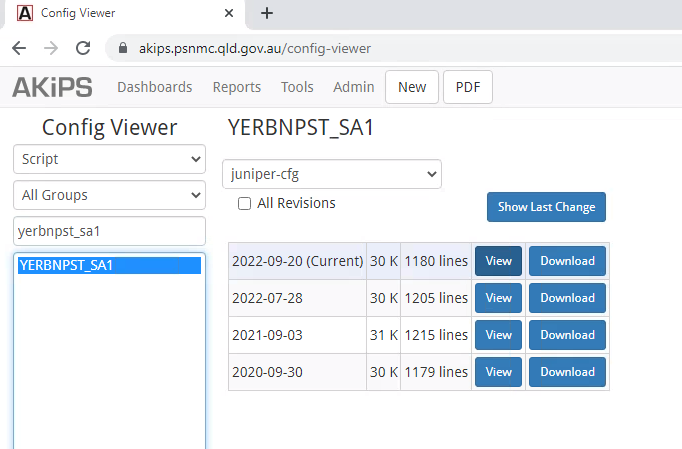 Config Viewer
akips.psnmc.qld.gov.au/config-viewer
AKiPS Dashboards Reports Tools Admin New PDF
Config Viewer
Script
All Groups
yerbnpst_sa1
YERBNPST_SA1
YERBNPST_SA1
juniper-cfg
All Revisions
Show Last Change
2022-09-20 (Current) 30 K 1180 lines View Download
2022-07-28 30 K 1205 lines View Download
2021-09-03 31 K 1215 lines View Download
2020-09-30 30 K 1179 lines View Download